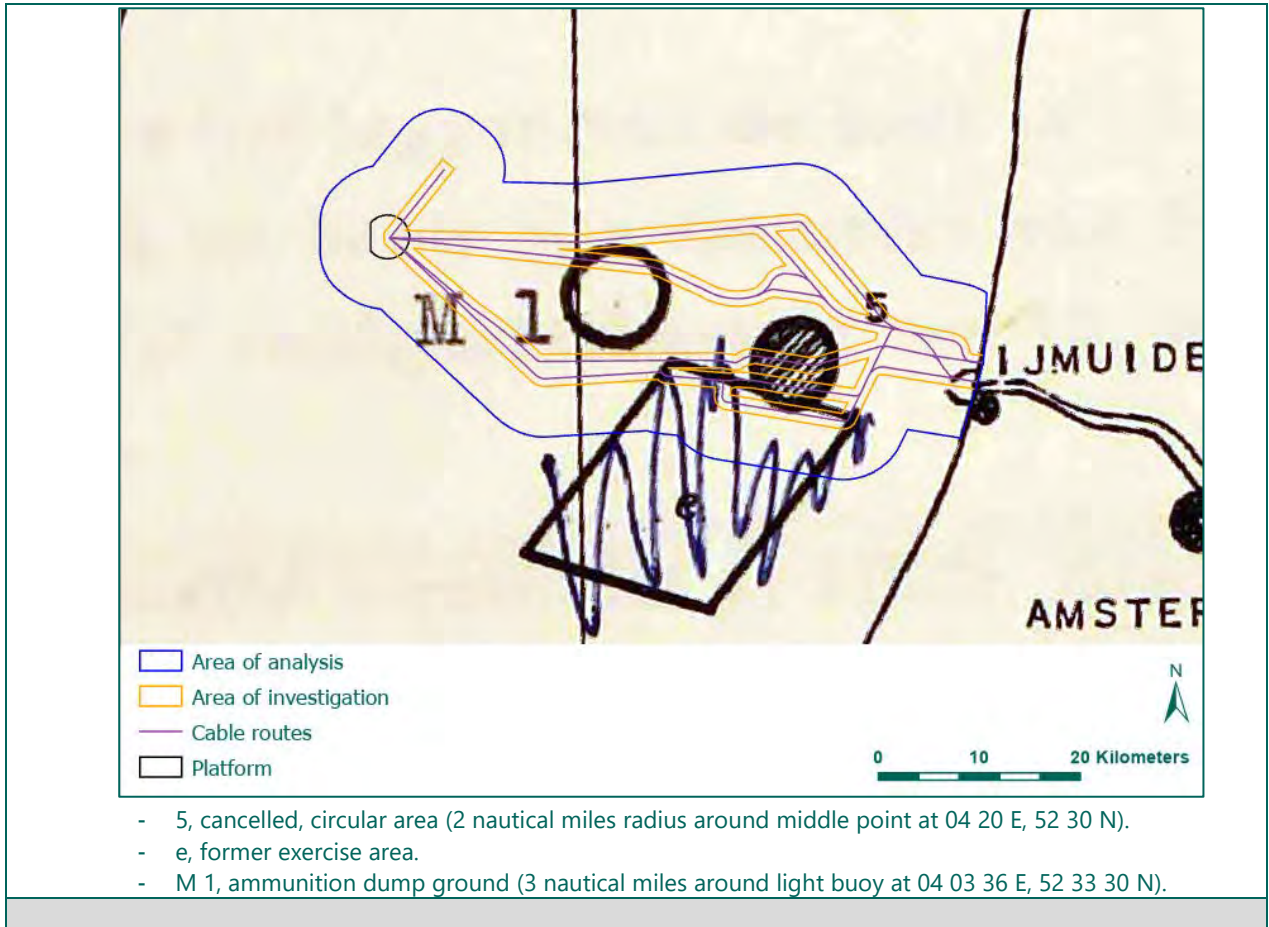 5
M 1
IJMUIDE
e
AMSTER
Area of analysis
Area of investigation
Cable routes
Platform
N
0 10 20 Kilometers
- 5, cancelled, circular area (2 nautical miles radius around middle point at 04 20 E, 52 30 N).
- e, former exercise area.
- M 1, ammunition dump ground (3 nautical miles around light buoy at 04 03 36 E, 52 33 30 N).